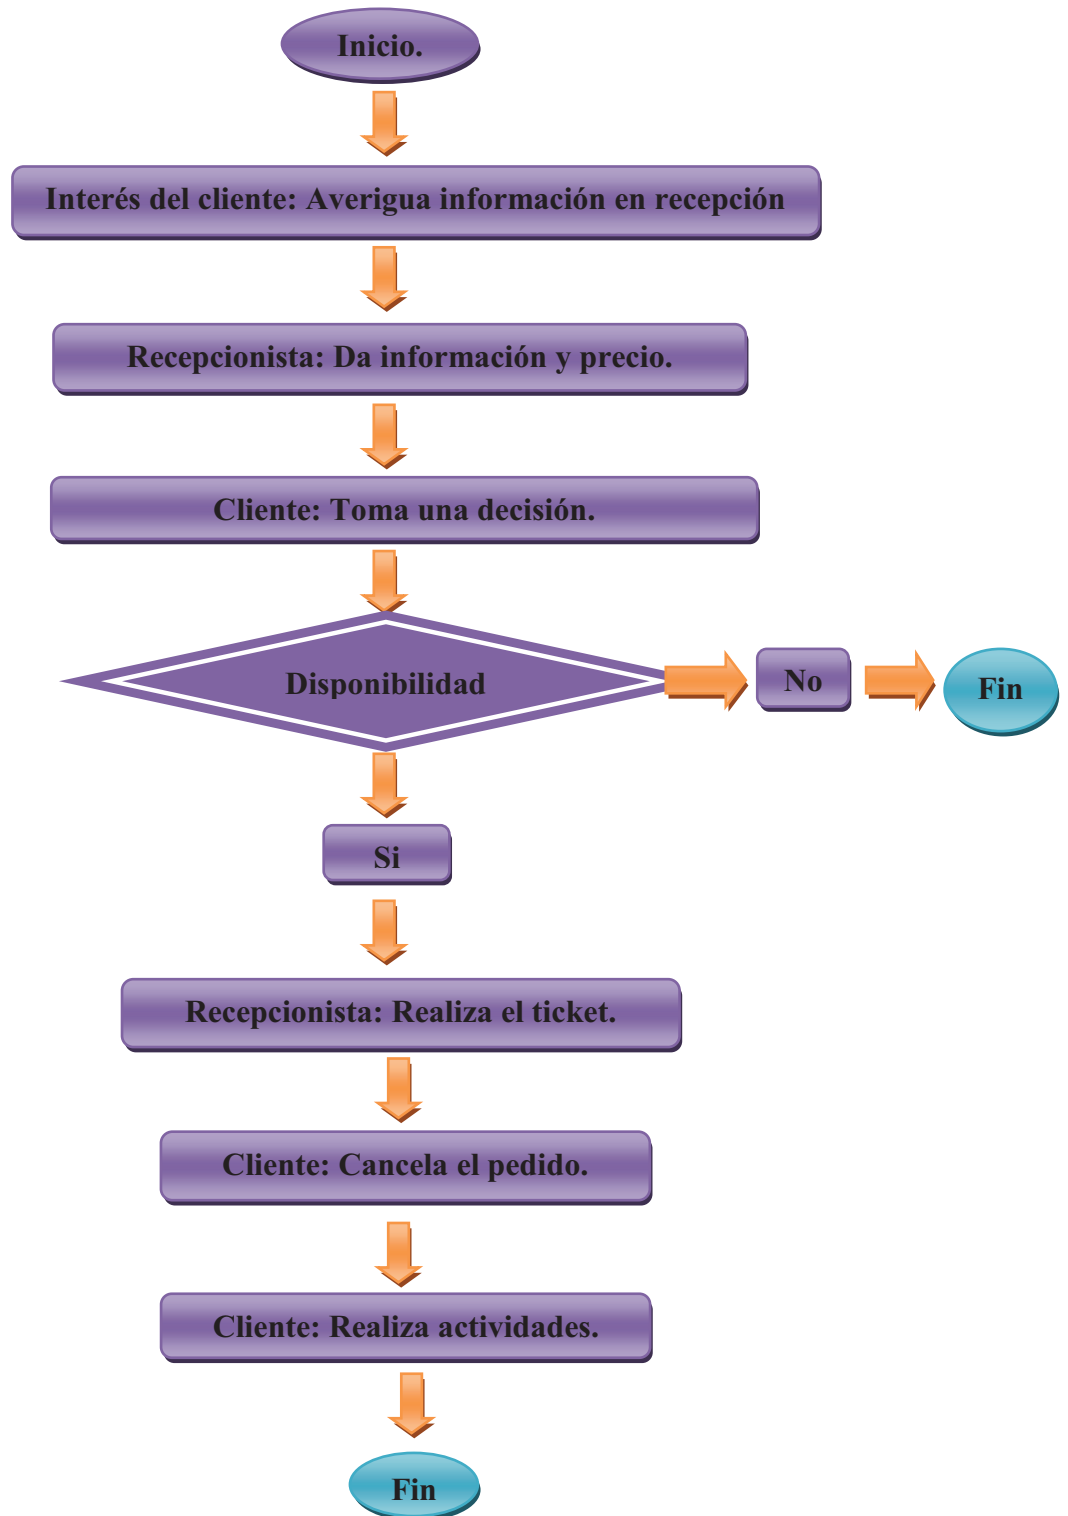 Inicio.
Interés del cliente: Averigua información en recepción
Recepcionista: Da información y precio.
Cliente: Toma una decisión.
Disponibilidad
No
Fin
Si
Recepcionista: Realiza el ticket.
Cliente: Cancela el pedido.
Cliente: Realiza actividades.
Fin